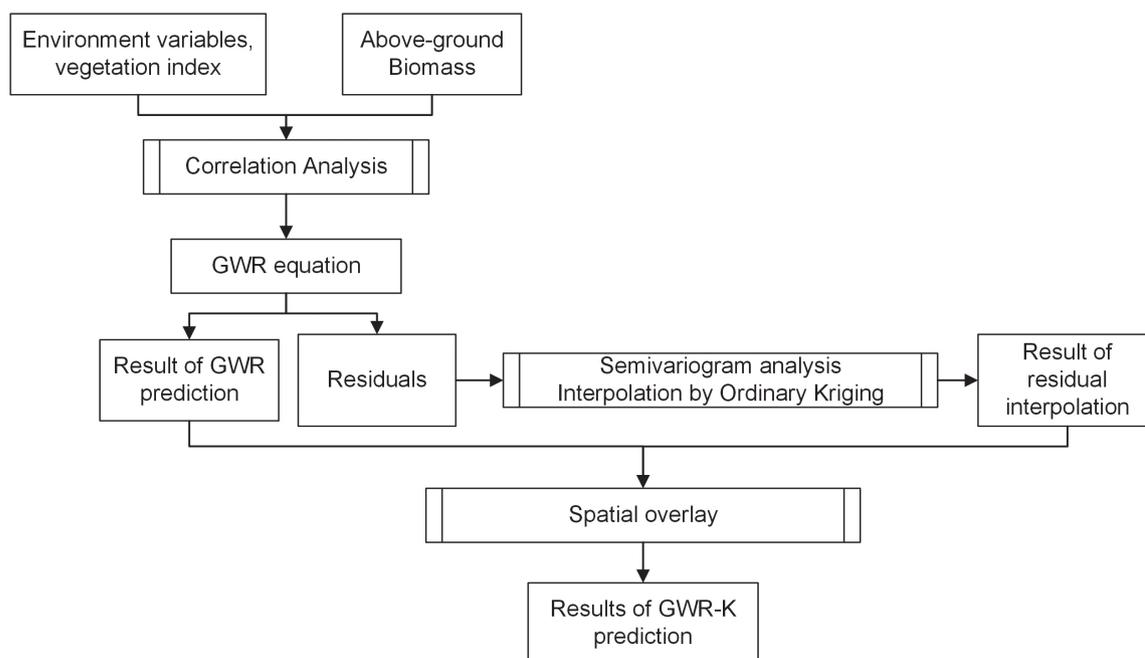 Environment variables,
vegetation index
Above-ground
Biomass
Correlation Analysis
GWR equation
Result of GWR
prediction
Residuals
Semivariogram analysis
Interpolation by Ordinary Kriging
Result of
residual
interpolation
Spatial overlay
Results of GWR-K
prediction